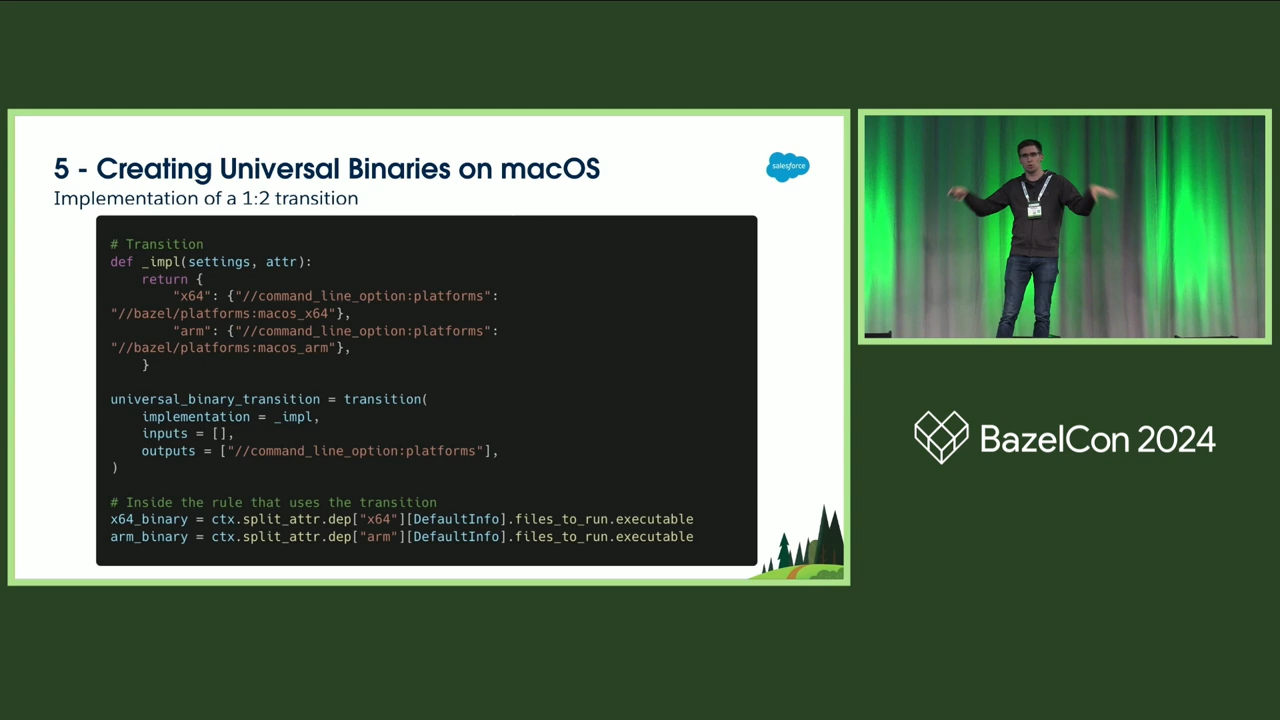 5 - Creating Universal Binaries on macOS
Implementation of a 1:2 transition
salesforce
# Transition
def _impl(settings, attr):
    return {
        "x64": {"//command_line_option:platforms":
"//bazel/platforms:macos_x64"},
        "arm": {"//command_line_option:platforms":
"//bazel/platforms:macos_arm"},
    }
universal_binary_transition = transition(
    implementation = _impl,
    inputs = [],
    outputs = ["//command_line_option:platforms"],
)
# Inside the rule that uses the transition
x64_binary = ctx.split_attr.dep["x64"][DefaultInfo].files_to_run.executable
arm_binary = ctx.split_attr.dep["arm"][DefaultInfo].files_to_run.executable
BazelCon 2024